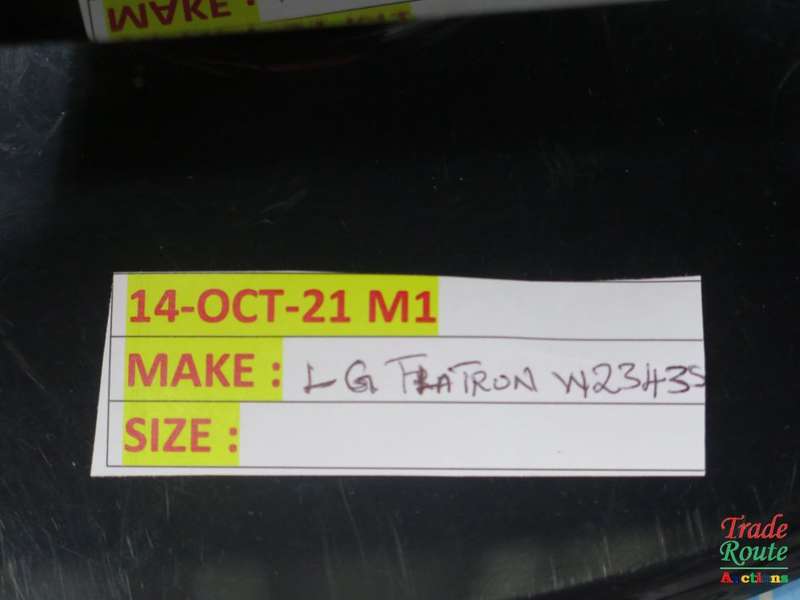 MAKE :
14-OCT-21 M1
MAKE : LG FLATRON W2343S
SIZE :
Trade
Route
Auctions